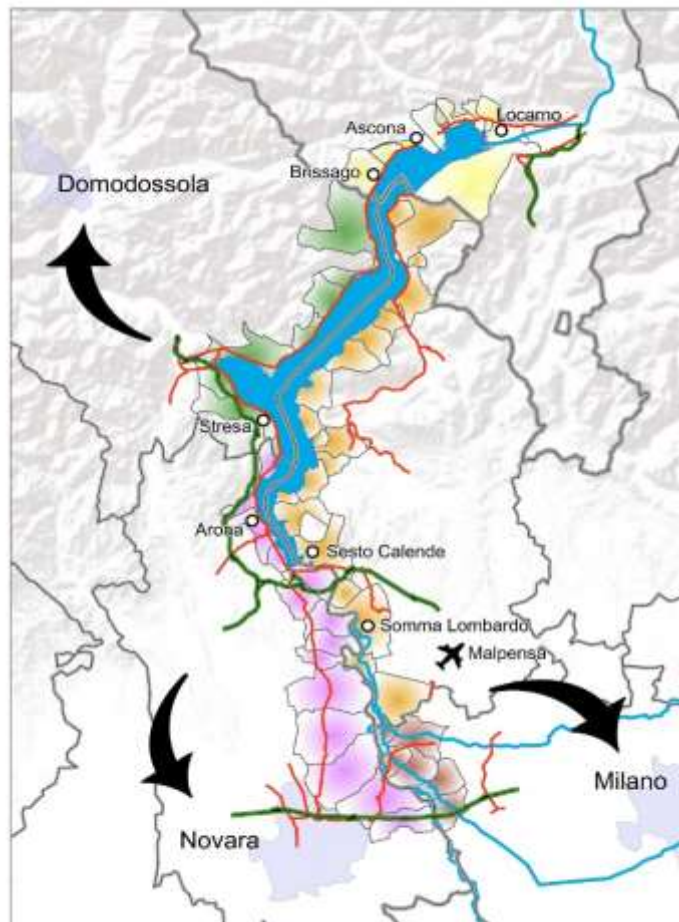 Locarno
Ascona
Brissago
Domodossola
Stresa
Arona
Sesto Calende
Somma Lombardo
Malpensa
Milano
Novara